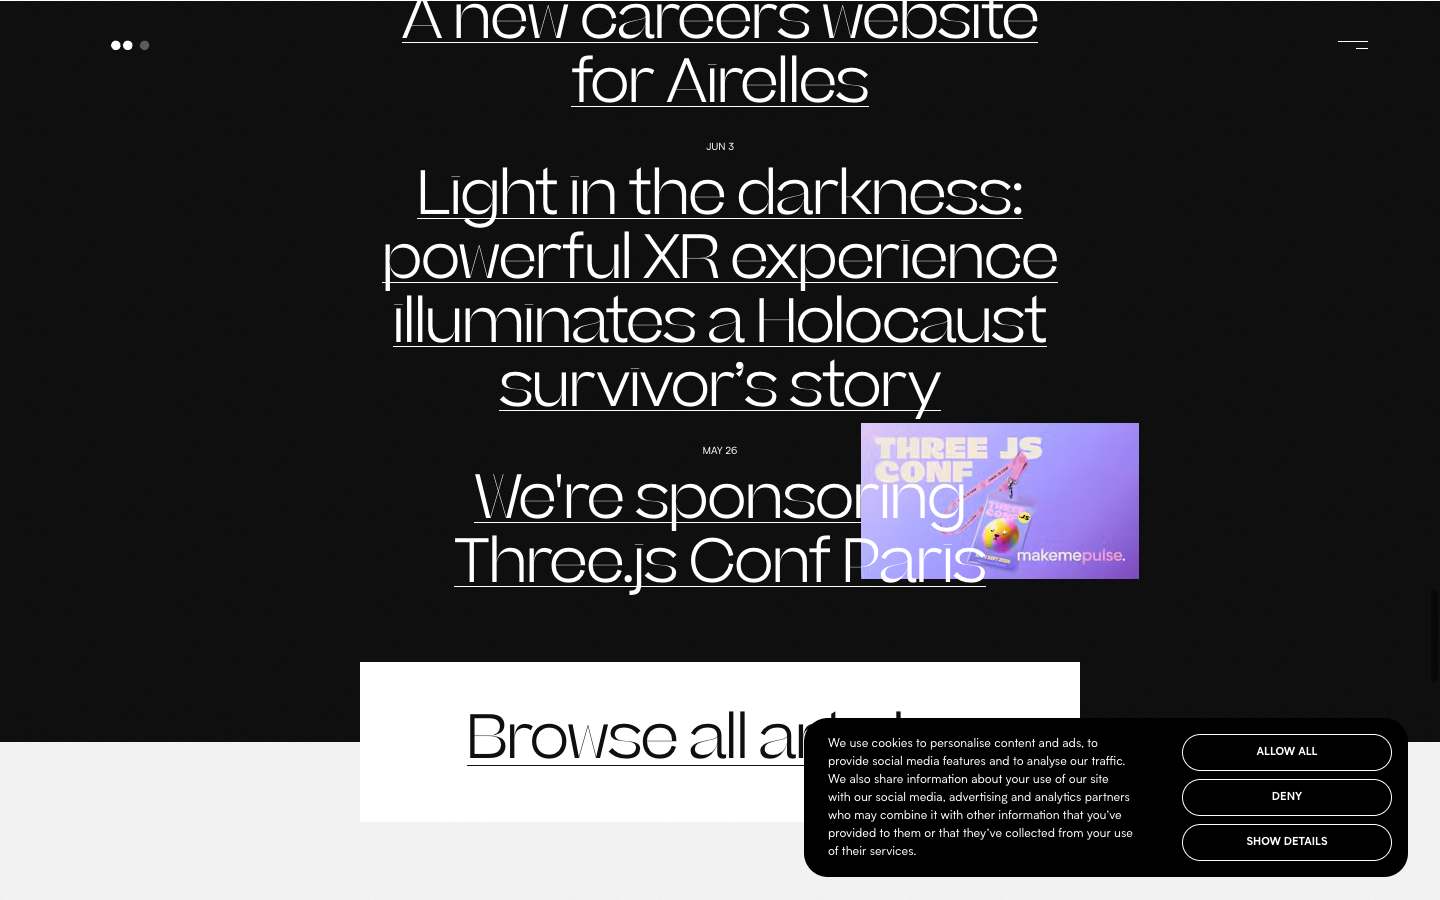 A new careers website
for Airelles
JUN 3
Light in the darkness:
powerful XR experience
illuminates a Holocaust
survivor’s story
MAY 26
We're sponsoring
Three.js Conf Paris
THREE JS
CONF
makemepulse.
Browse all
We use cookies to personalise content and ads, to
provide social media features and to analyse our traffic.
We also share information about your use of our site
with our social media, advertising and analytics partners
who may combine it with other information that you’ve
provided to them or that they’ve collected from your use
of their services.
ALLOW ALL
DENY
SHOW DETAILS